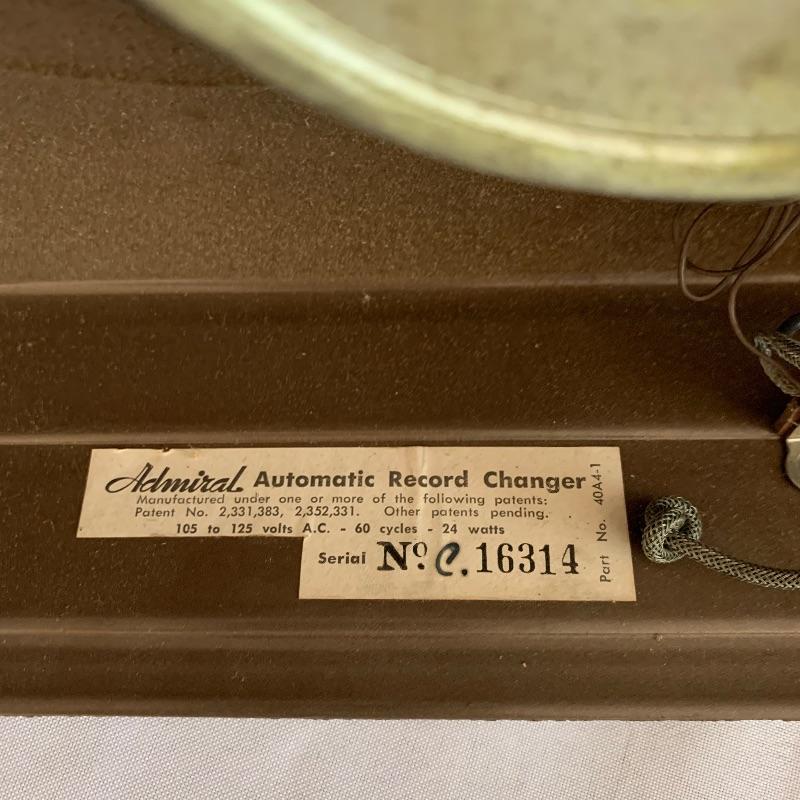 Admiral Automatic Record Changer
Manufactured under one or more of the following patents:
Patent No. 2,331,383, 2,352,331. Other patents pending.
105 to 125 volts A.C. - 60 cycles - 24 watts
Serial Nº C. 16314
Part No. 40A4-1